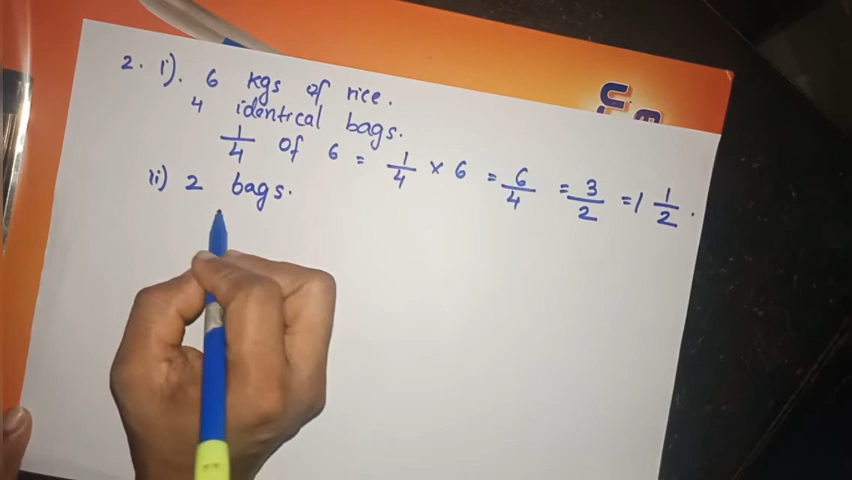 2. i). 6 kgs of rice.
4 identical bags.
1/4 of 6 = 1/4 × 6 = 6/4 = 3/2 = 1 1/2.
ii) 2 bags.